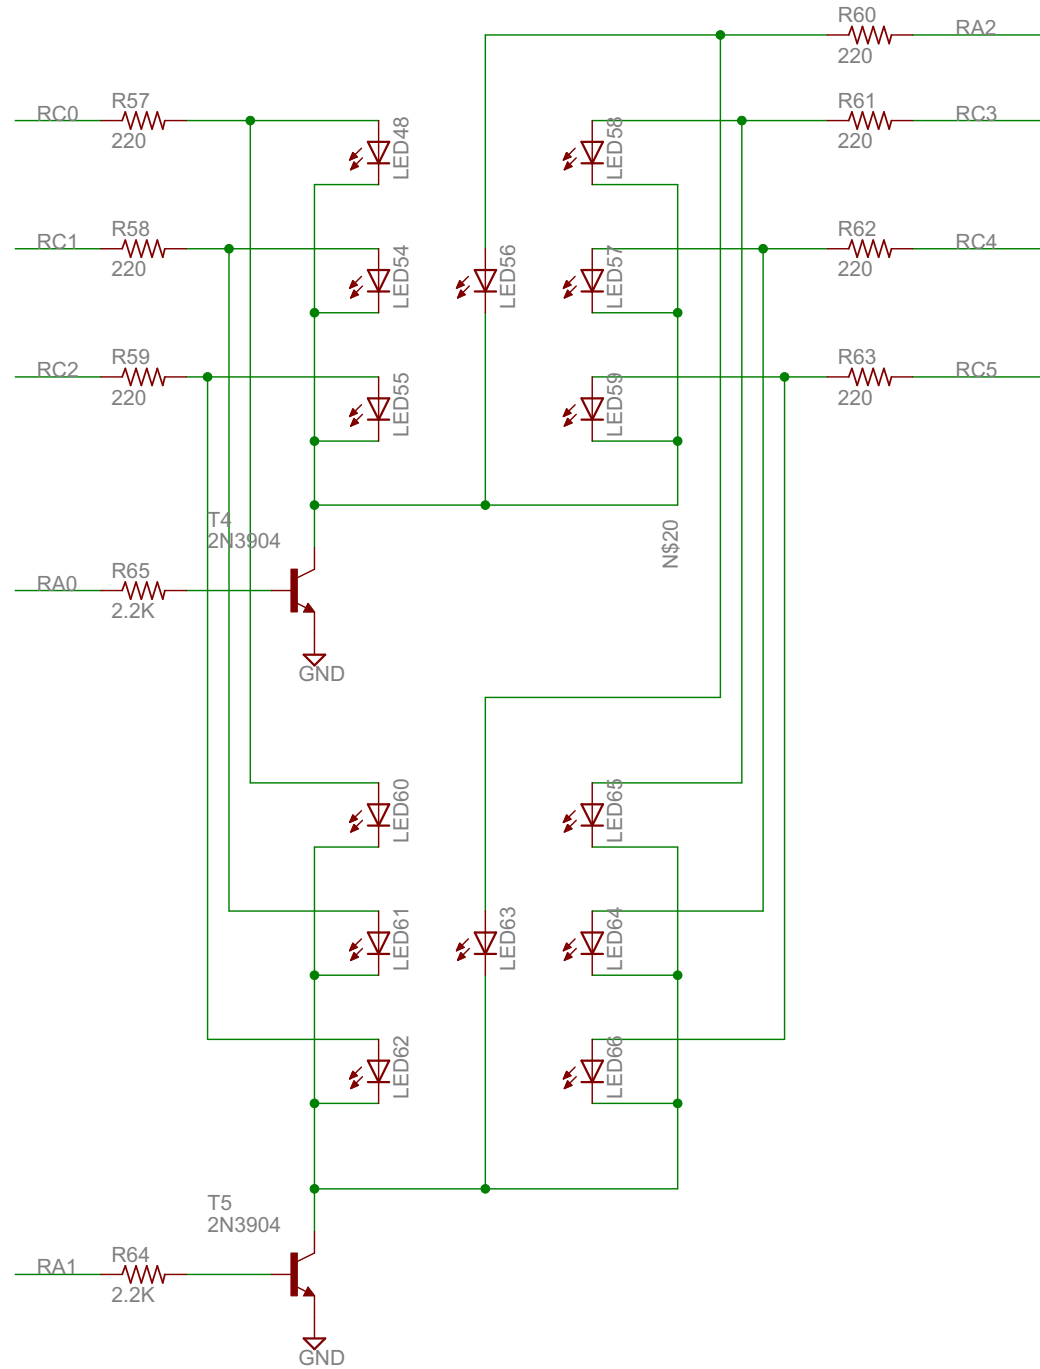 R60
RA2
220
R57
RC0
220
LED48
LED58
R61
RC3
220
R58
RC1
220
LED54
LED56
LED57
R62
RC4
220
R59
RC2
220
LED55
LED59
R63
RC5
220
T4
2N3904
N$20
R65
RA0
2.2K
GND
LED60
LED65
LED61
LED63
LED64
LED62
LED66
T5
2N3904
R64
RA1
2.2K
GND